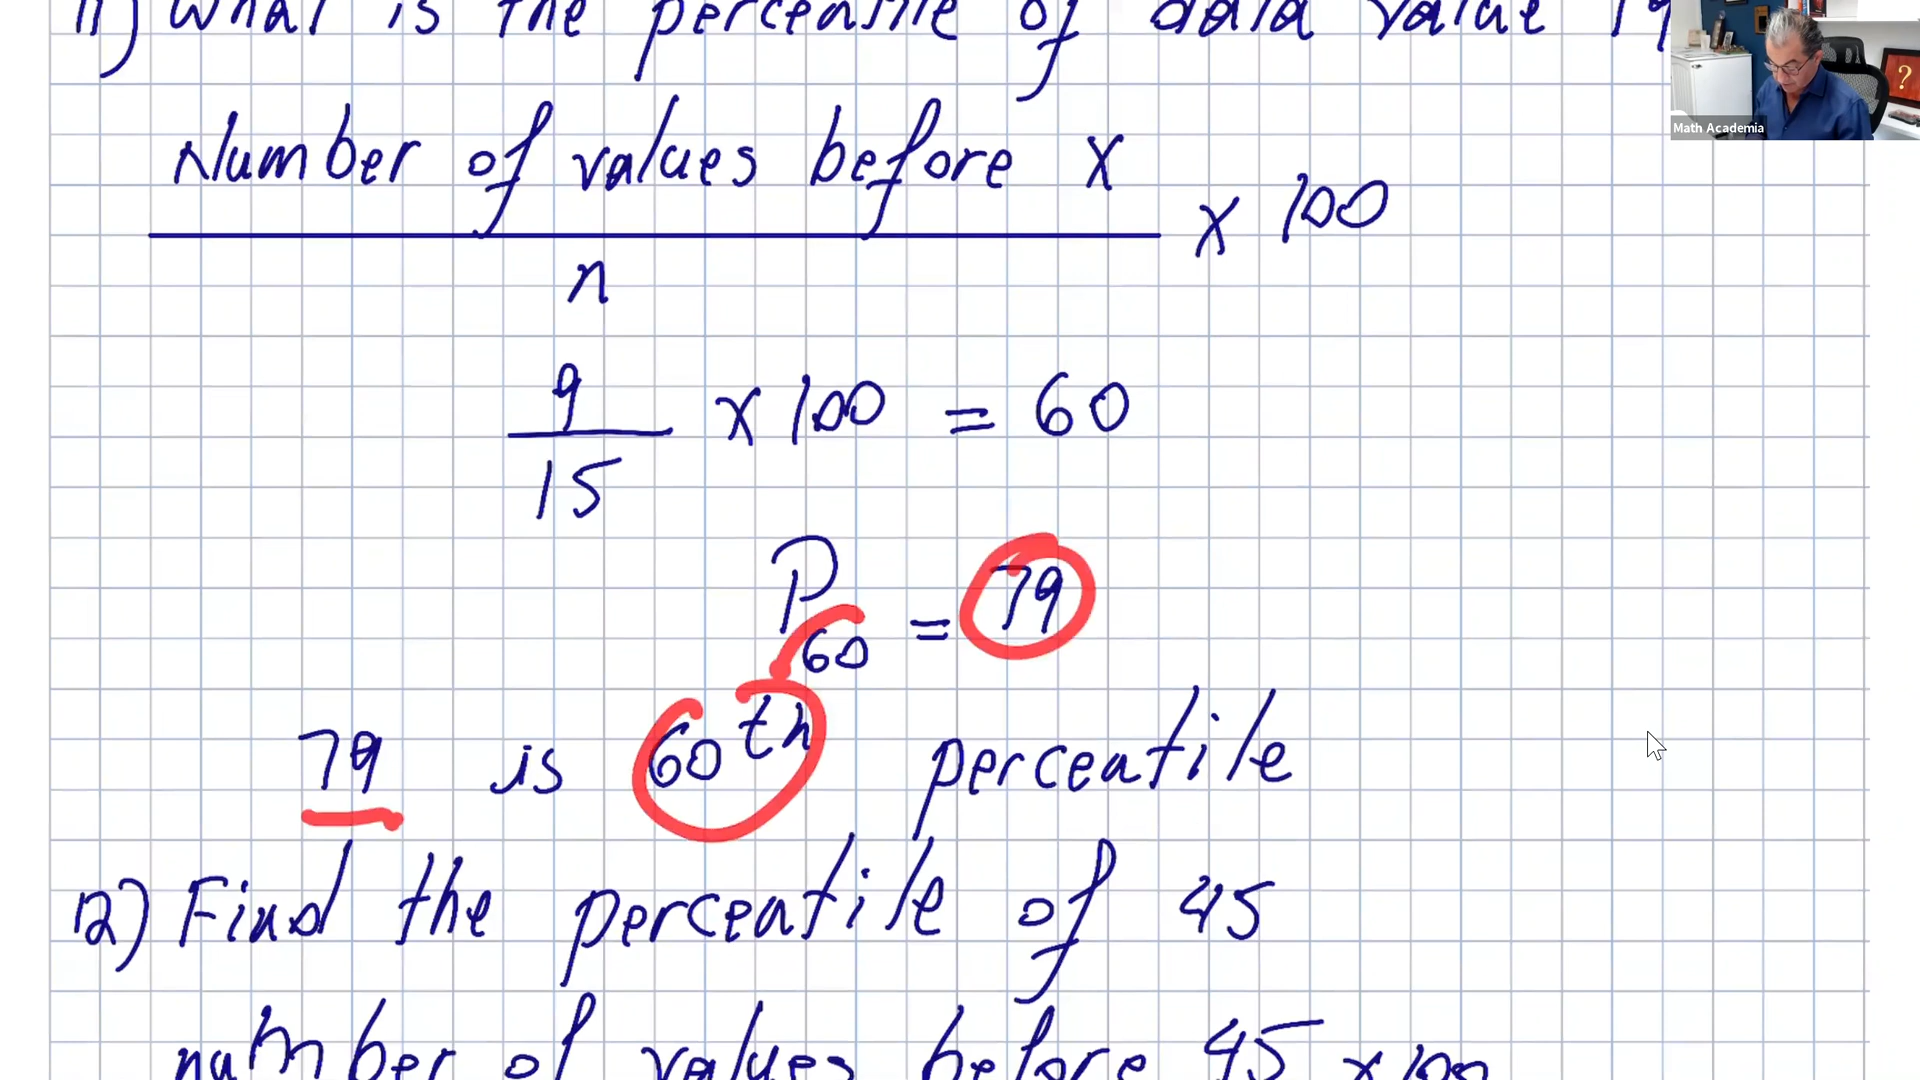 11) What is the percentile of data value 79
Number of values before x
x 100
n
9
x 100 = 60
15
P60 = 79
79 is 60th percentile
12) Find the percentile of 45
number of values before 45 x 100
Math Academia
?